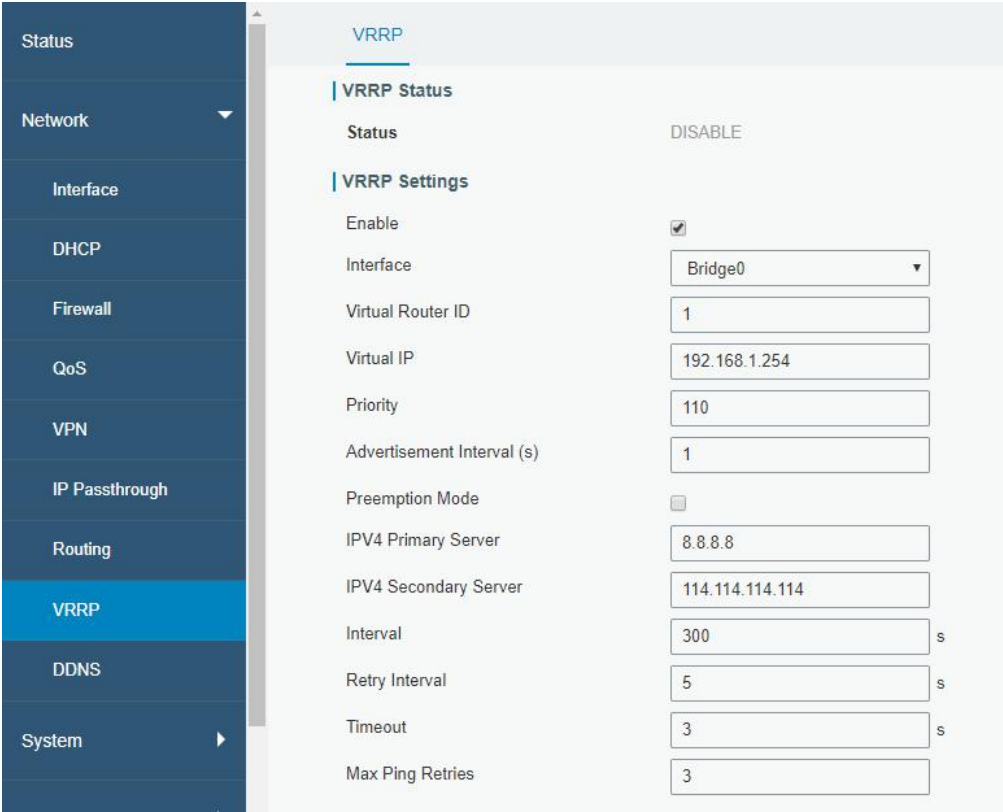 Status
Network
Interface
DHCP
Firewall
QoS
VPN
IP Passthrough
Routing
VRRP
DDNS
System
VRRP
VRRP Status
Status DISABLE
VRRP Settings
Enable
Interface Bridge0
Virtual Router ID 1
Virtual IP 192.168.1.254
Priority 110
Advertisement Interval (s) 1
Preemption Mode
IPV4 Primary Server 8.8.8.8
IPV4 Secondary Server 114.114.114.114
Interval 300 s
Retry Interval 5 s
Timeout 3 s
Max Ping Retries 3